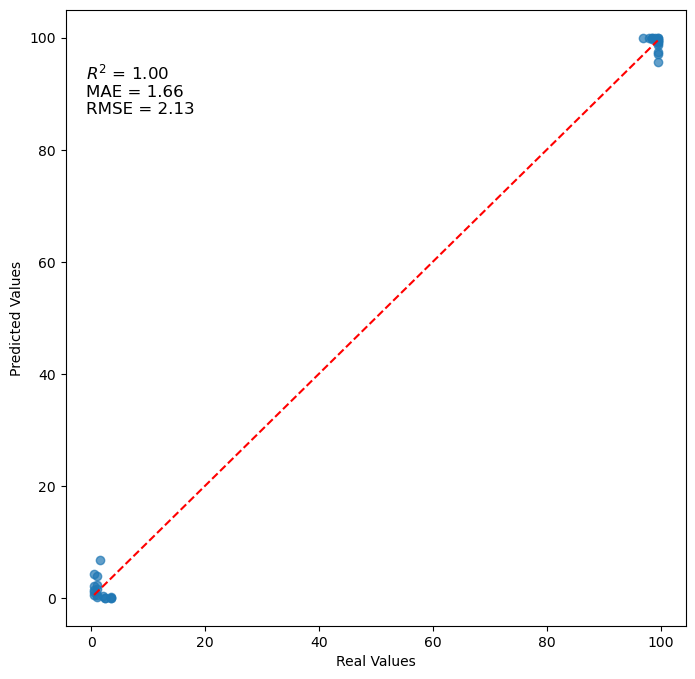 100
80
60
40
20
0
Predicted Values
R² = 1.00
MAE = 1.66
RMSE = 2.13
0 20 40 60 80 100
Real Values